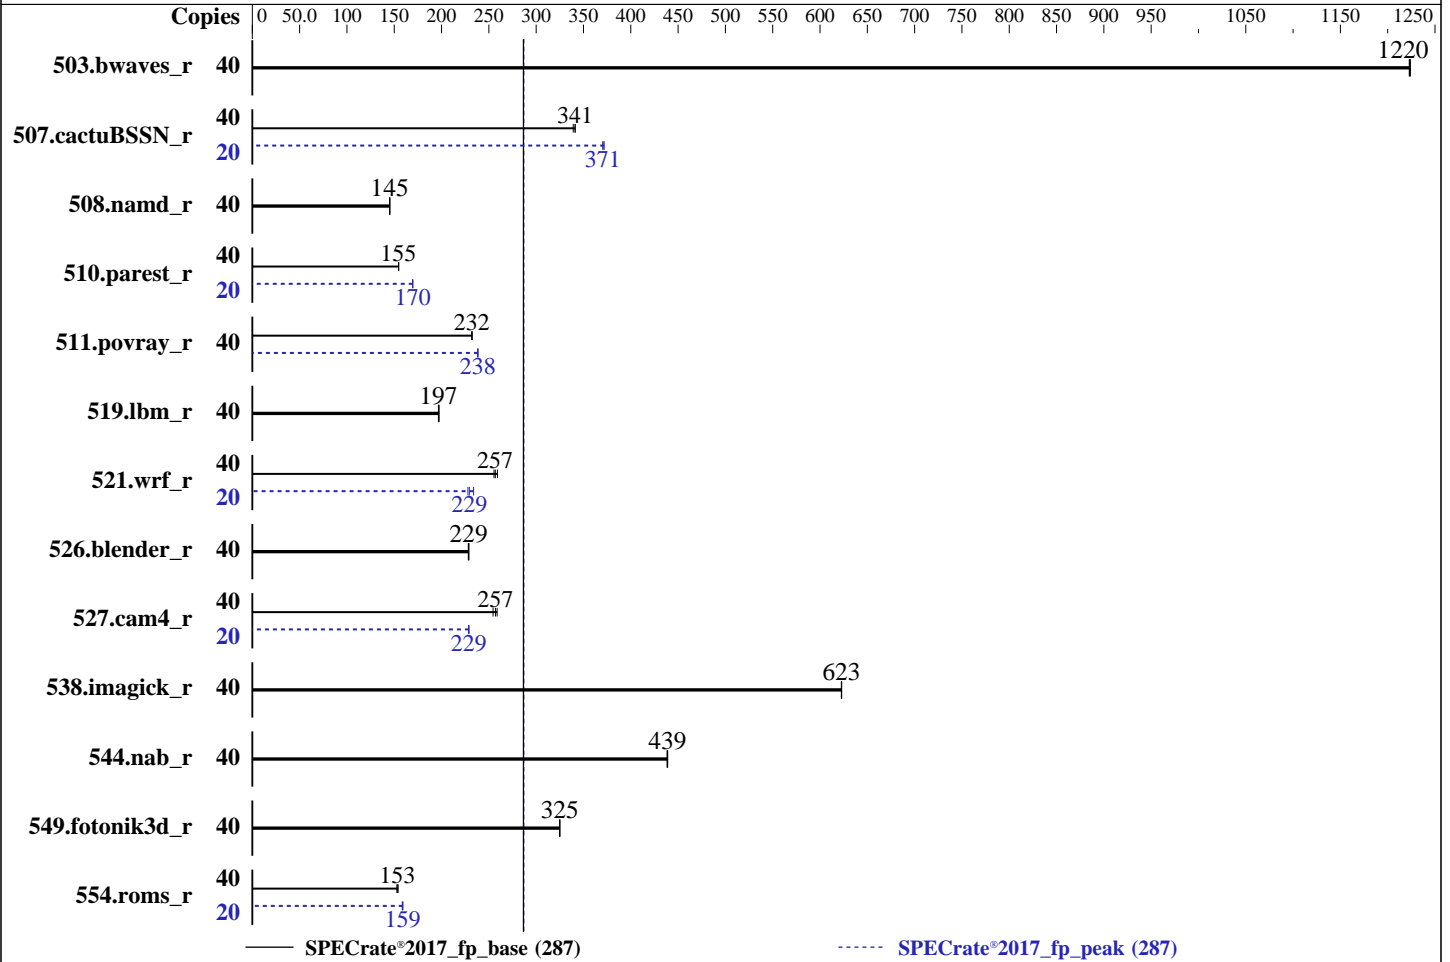 Copies 0 50.0 100 150 200 250 300 350 400 450 500 550 600 650 700 750 800 850 900 950 1050 1150 1250
503.bwaves_r 40 1220
507.cactuBSSN_r 40 341
20 371
508.namd_r 40 145
510.parest_r 40 155
20 170
511.povray_r 40 232
238
519.lbm_r 40 197
521.wrf_r 40 257
20 229
526.blender_r 40 229
527.cam4_r 40 257
20 229
538.imagick_r 40 623
544.nab_r 40 439
549.fotonik3d_r 40 325
554.roms_r 40 153
20 159
SPECrate®2017_fp_base (287) SPECrate®2017_fp_peak (287)